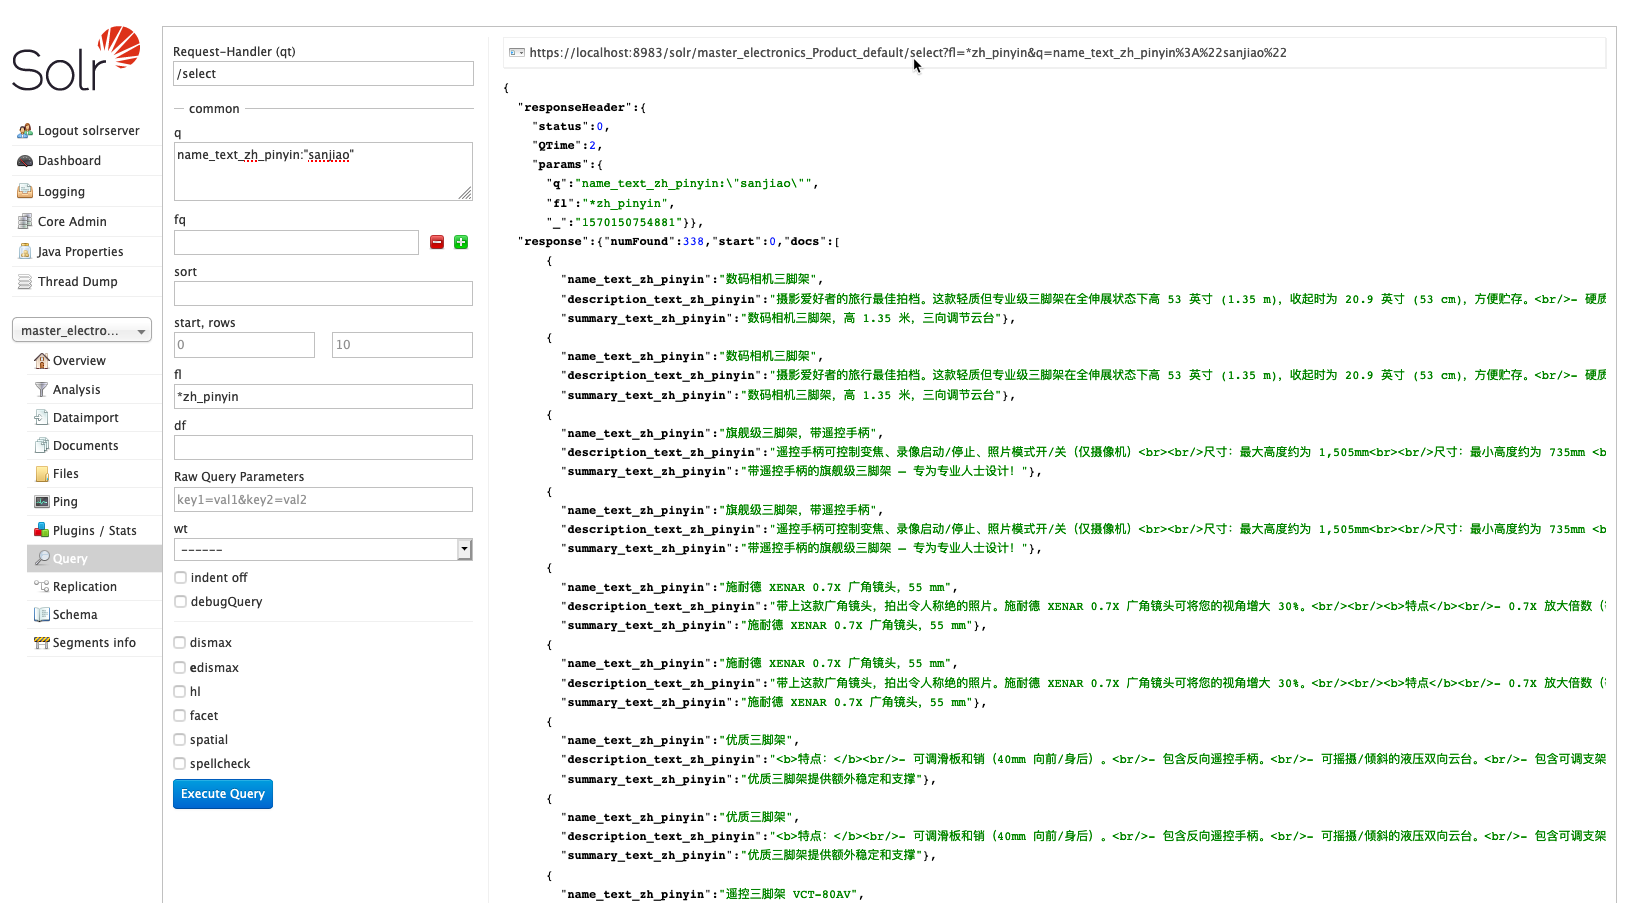 Solr
Logout solrserver
Dashboard
Logging
Core Admin
Java Properties
Thread Dump
master_electro...
Overview
Analysis
Dataimport
Documents
Files
Ping
Plugins / Stats
Query
Replication
Schema
Segments info
Request-Handler (qt)
/select
common
q
name_text_zh_pinyin:"sanjiao"
fq
sort
start, rows
0
10
fl
*zh_pinyin
df
Raw Query Parameters
key1=val1&key2=val2
wt
------
indent off
debugQuery
dismax
edismax
hl
facet
spatial
spellcheck
Execute Query
https://localhost:8983/solr/master_electronics_Product_default/select?fl=*zh_pinyin&q=name_text_zh_pinyin%3A%22sanjiao%22
{
"responseHeader":{
"status":0,
"QTime":2,
"params":{
"q":"name_text_zh_pinyin:\"sanjiao\"",
"fl":"*zh_pinyin",
"_":"1570150754881"}},
"response":{"numFound":338,"start":0,"docs":[
{
"name_text_zh_pinyin":"数码相机三脚架",
"description_text_zh_pinyin":"摄影爱好者的旅行最佳拍档。这款轻质但专业级三脚架在全伸展状态下高 53 英寸 (1.35 m)，收起时为 20.9 英寸 (53 cm)，方便贮存。<br/>- 硬质
"summary_text_zh_pinyin":"数码相机三脚架，高 1.35 米，三向调节云台"},
{
"name_text_zh_pinyin":"数码相机三脚架",
"description_text_zh_pinyin":"摄影爱好者的旅行最佳拍档。这款轻质但专业级三脚架在全伸展状态下高 53 英寸 (1.35 m)，收起时为 20.9 英寸 (53 cm)，方便贮存。<br/>- 硬质
"summary_text_zh_pinyin":"数码相机三脚架，高 1.35 米，三向调节云台"},
{
"name_text_zh_pinyin":"旗舰级三脚架，带遥控手柄",
"description_text_zh_pinyin":"遥控手柄可控制变焦、录像启动/停止、照片模式开/关（仅摄像机）<br><br/>尺寸：最大高度约为 1,505mm<br><br/>尺寸：最小高度约为 735mm <b
"summary_text_zh_pinyin":"带遥控手柄的旗舰级三脚架 – 专为专业人士设计！"},
{
"name_text_zh_pinyin":"旗舰级三脚架，带遥控手柄",
"description_text_zh_pinyin":"遥控手柄可控制变焦、录像启动/停止、照片模式开/关（仅摄像机）<br><br/>尺寸：最大高度约为 1,505mm<br><br/>尺寸：最小高度约为 735mm <b
"summary_text_zh_pinyin":"带遥控手柄的旗舰级三脚架 – 专为专业人士设计！"},
{
"name_text_zh_pinyin":"施耐德 XENAR 0.7X 广角镜头，55 mm",
"description_text_zh_pinyin":"带上这款广角镜头，拍出令人称绝的照片。施耐德 XENAR 0.7X 广角镜头可将您的视角增大 30%。<br/><br/><b>特点</b><br/>- 0.7X 放大倍数（
"summary_text_zh_pinyin":"施耐德 XENAR 0.7X 广角镜头，55 mm"},
{
"name_text_zh_pinyin":"施耐德 XENAR 0.7X 广角镜头，55 mm",
"description_text_zh_pinyin":"带上这款广角镜头，拍出令人称绝的照片。施耐德 XENAR 0.7X 广角镜头可将您的视角增大 30%。<br/><br/><b>特点</b><br/>- 0.7X 放大倍数（
"summary_text_zh_pinyin":"施耐德 XENAR 0.7X 广角镜头，55 mm"},
{
"name_text_zh_pinyin":"优质三脚架",
"description_text_zh_pinyin":"<b>特点：</b><br/>- 可调滑板和销（40mm 向前/身后）。<br/>- 包含反向遥控手柄。<br/>- 可摇摄/倾斜的液压双向云台。<br/>- 包含可调支架
"summary_text_zh_pinyin":"优质三脚架提供额外稳定和支撑"},
{
"name_text_zh_pinyin":"优质三脚架",
"description_text_zh_pinyin":"<b>特点：</b><br/>- 可调滑板和销（40mm 向前/身后）。<br/>- 包含反向遥控手柄。<br/>- 可摇摄/倾斜的液压双向云台。<br/>- 包含可调支架
"summary_text_zh_pinyin":"优质三脚架提供额外稳定和支撑"},
{
"name_text_zh_pinyin":"遥控三脚架 VCT-80AV",